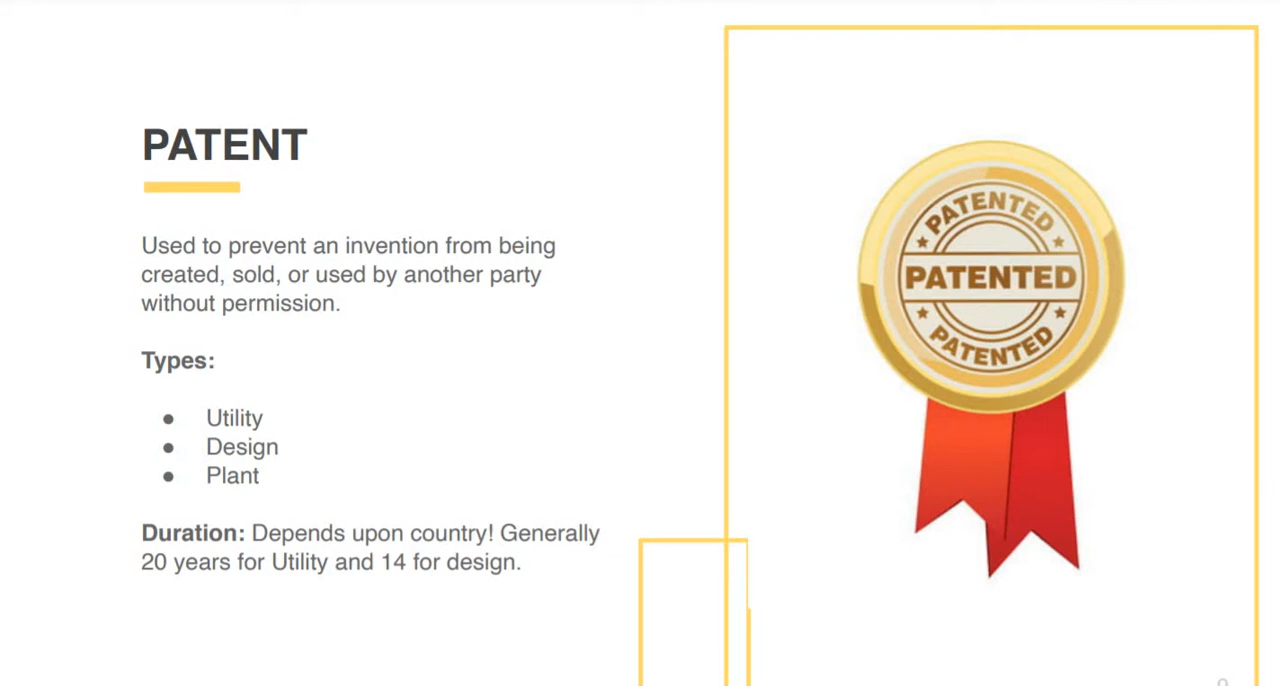 PATENT
Used to prevent an invention from being
created, sold, or used by another party
without permission.
Types:
● Utility
● Design
● Plant
Duration: Depends upon country! Generally
20 years for Utility and 14 for design.
PATENTED
PATENTED
PATENTED